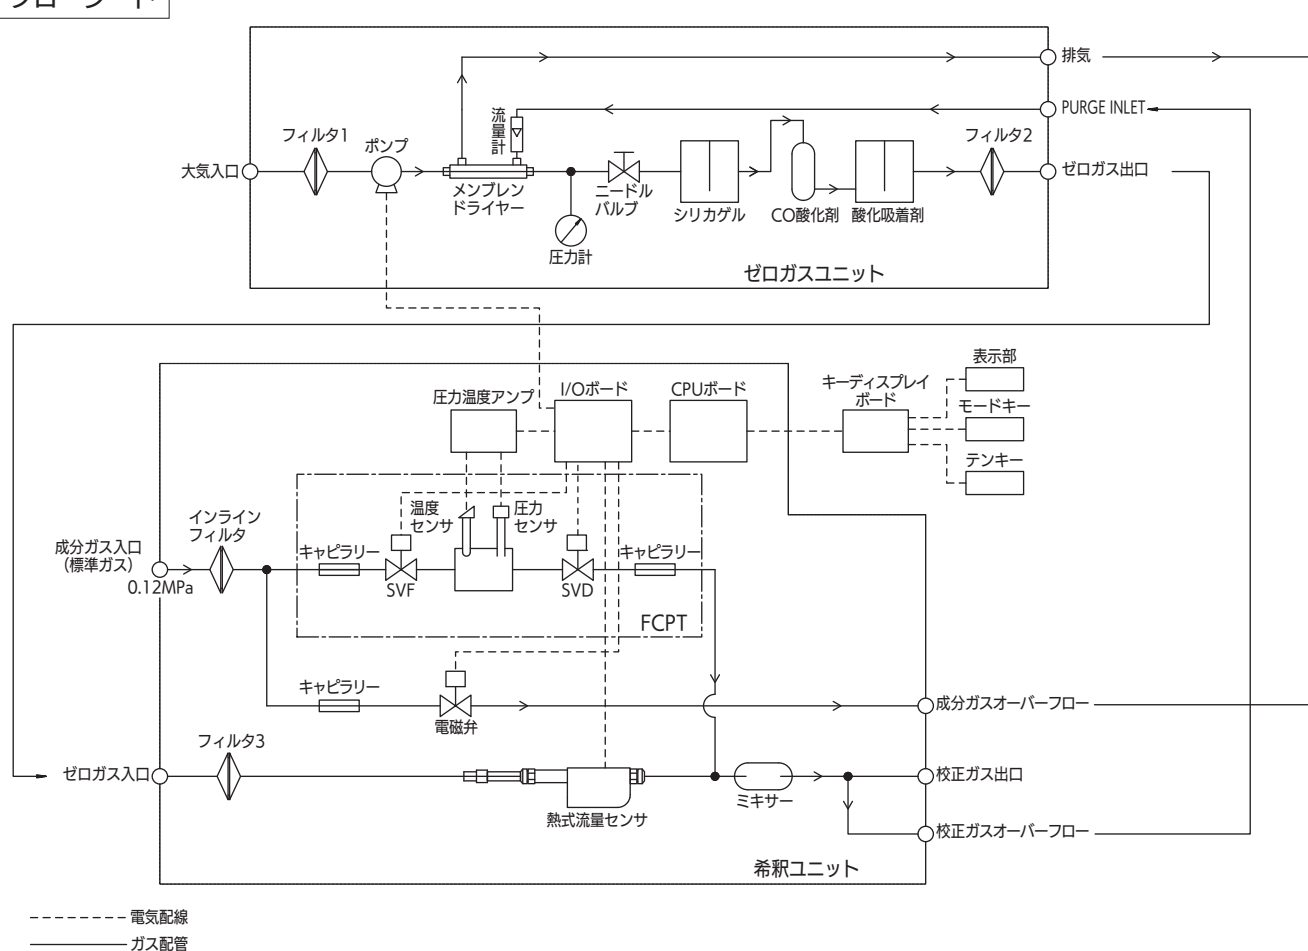 排気
PURGE INLET
流量計
フィルタ1
ポンプ
大気入口
メンブレン
ドライヤー
ニードル
バルブ
シリカゲル
CO酸化剤
酸化吸着剤
フィルタ2
ゼロガス出口
圧力計
ゼロガスユニット
表示部
圧力温度アンプ
I/Oボード
CPUボード
キーディスプレイ
ボード
モードキー
テンキー
インライン
フィルタ
温度
センサ
圧力
センサ
成分ガス入口
(標準ガス)
0.12MPa
キャピラリー
SVF
SVD
キャピラリー
FCPT
キャピラリー
電磁弁
成分ガスオーバーフロー
フィルタ3
ゼロガス入口
熱式流量センサ
ミキサー
校正ガス出口
校正ガスオーバーフロー
希釈ユニット
電気配線
ガス配管